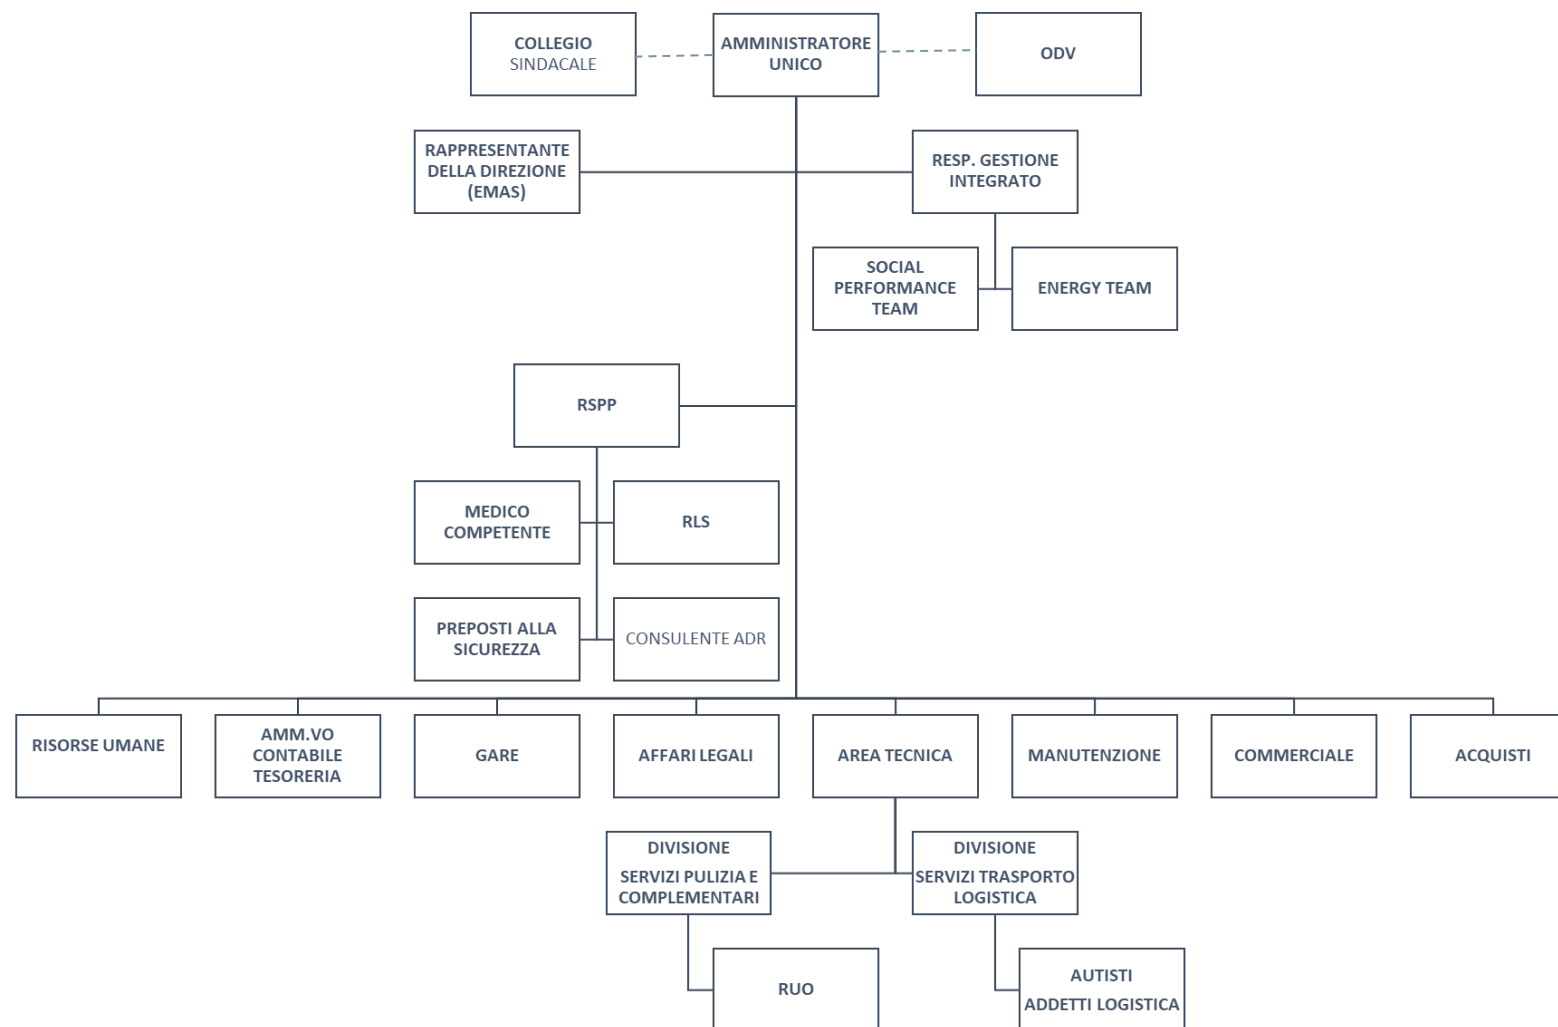 COLLEGIO
SINDACALE
AMMINISTRATORE
UNICO
ODV
RAPPRESENTANTE
DELLA DIREZIONE
(EMAS)
RESP. GESTIONE
INTEGRATO
SOCIAL
PERFORMANCE
TEAM
ENERGY TEAM
RSPP
MEDICO
COMPETENTE
RLS
PREPOSTI ALLA
SICUREZZA
CONSULENTE ADR
RISORSE UMANE
AMM.VO
CONTABILE
TESORERIA
GARE
AFFARI LEGALI
AREA TECNICA
MANUTENZIONE
COMMERCIALE
ACQUISTI
DIVISIONE
SERVIZI PULIZIA E
COMPLEMENTARI
DIVISIONE
SERVIZI TRASPORTO
LOGISTICA
RUO
AUTISTI
ADDETTI LOGISTICA